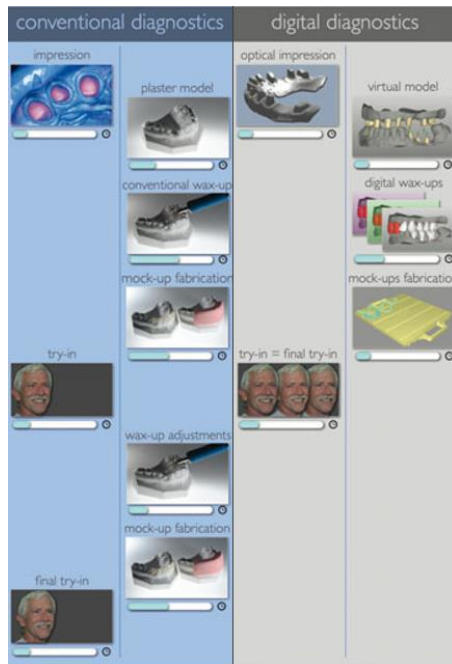 conventional diagnostics
impression
plaster model
conventional wax-up
mock-up fabrication
try-in
wax-up adjustments
mock-up fabrication
final try-in
digital diagnostics
optical impression
virtual model
digital wax-ups
mock-ups fabrication
try-in = final try-in